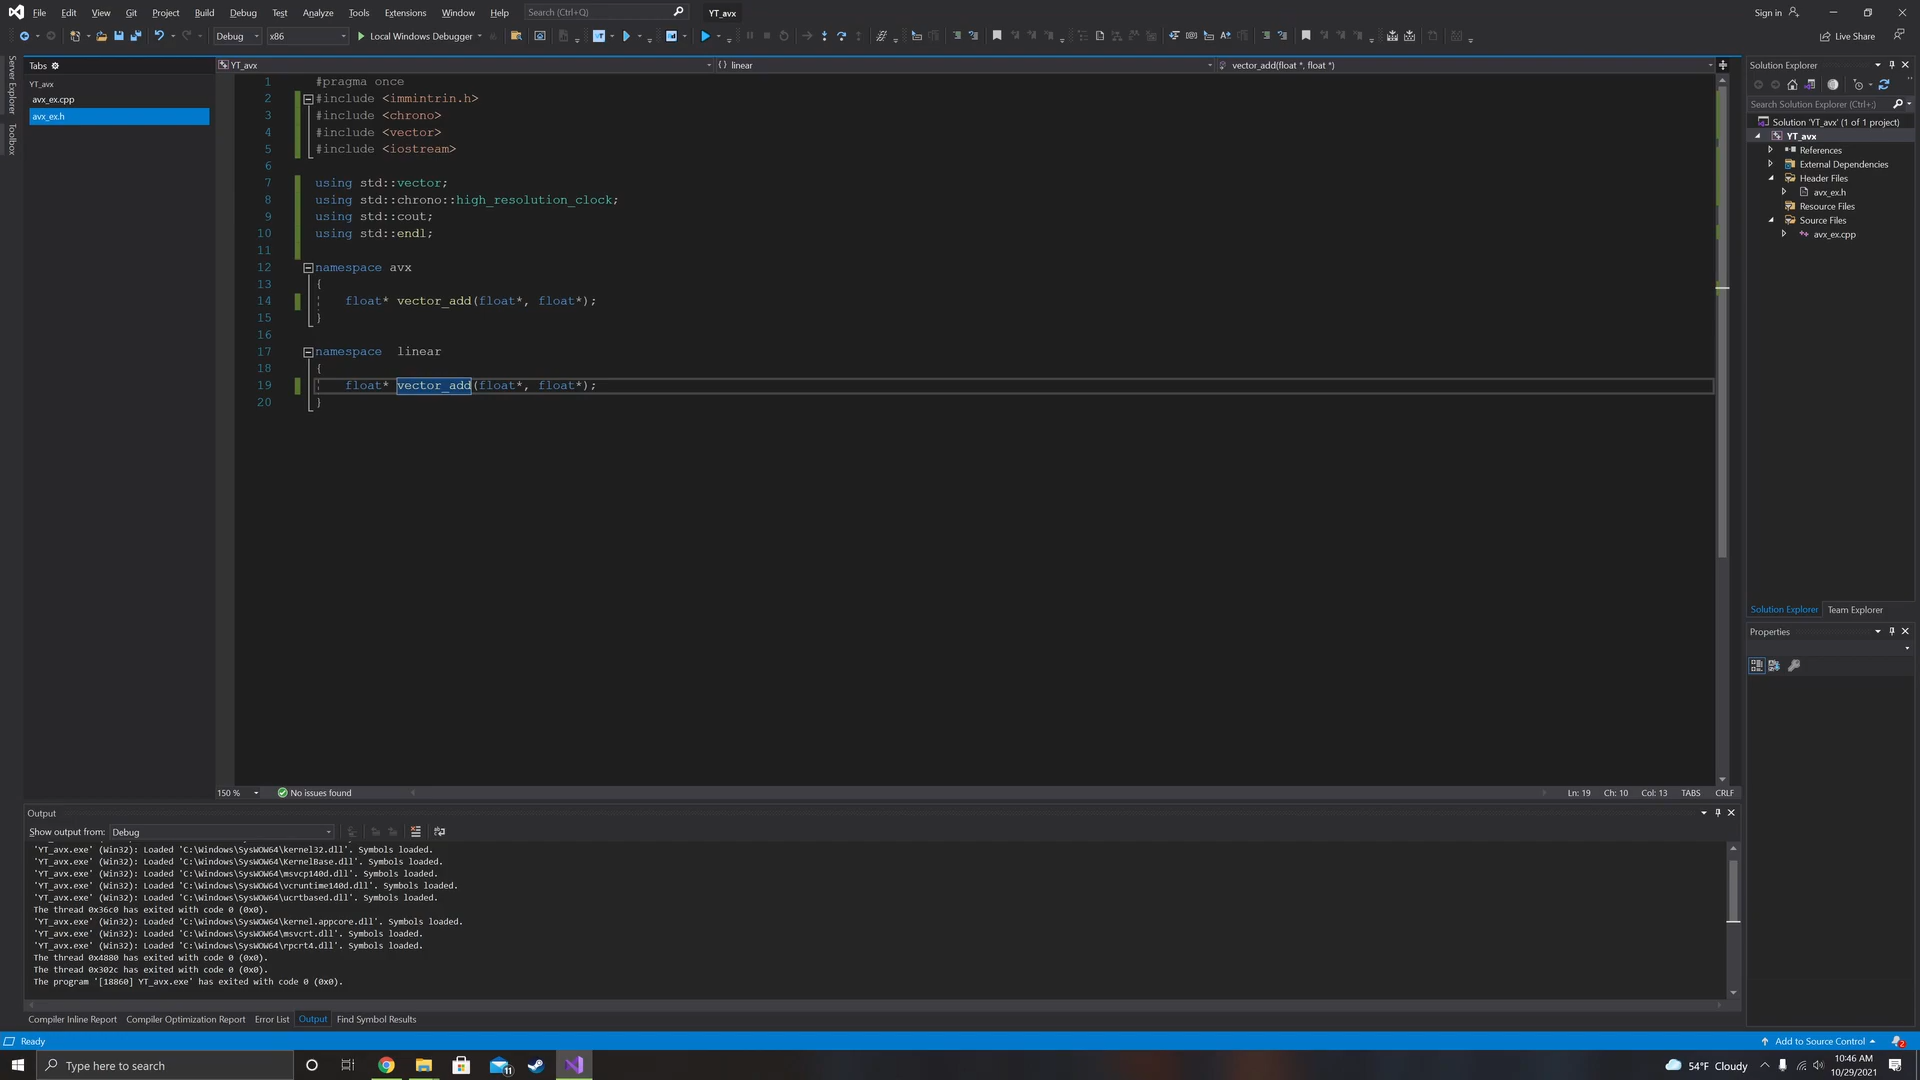 File Edit View Git Project Build Debug Test Analyze Tools Extensions Window Help Search (Ctrl+Q) YT_avx Sign in
Debug x86 Local Windows Debugger Live Share
Server Explorer
Toolbox
Tabs
YT_avx
avx_ex.cpp
avx_ex.h
YT_avx { } linear vector_add(float *, float *)
1 #pragma once
2 #include <immintrin.h>
3 #include <chrono>
4 #include <vector>
5 #include <iostream>
6
7 using std::vector;
8 using std::chrono::high_resolution_clock;
9 using std::cout;
10 using std::endl;
11
12 namespace avx
13 {
14 float* vector_add(float*, float*);
15 }
16
17 namespace  linear
18 {
19 float* vector_add(float*, float*);
20 }
150 % No issues found Ln: 19 Ch: 10 Col: 13 TABS CRLF
Solution Explorer
Search Solution Explorer (Ctrl+;)
Solution 'YT_avx' (1 of 1 project)
YT_avx
References
External Dependencies
Header Files
avx_ex.h
Resource Files
Source Files
avx_ex.cpp
Solution Explorer Team Explorer
Properties
Output
Show output from: Debug
'YT_avx.exe' (Win32): Loaded 'C:\Windows\SysWOW64\kernel32.dll'. Symbols loaded.
'YT_avx.exe' (Win32): Loaded 'C:\Windows\SysWOW64\KernelBase.dll'. Symbols loaded.
'YT_avx.exe' (Win32): Loaded 'C:\Windows\SysWOW64\msvcp140d.dll'. Symbols loaded.
'YT_avx.exe' (Win32): Loaded 'C:\Windows\SysWOW64\vcruntime140d.dll'. Symbols loaded.
'YT_avx.exe' (Win32): Loaded 'C:\Windows\SysWOW64\ucrtbased.dll'. Symbols loaded.
The thread 0x36c0 has exited with code 0 (0x0).
'YT_avx.exe' (Win32): Loaded 'C:\Windows\SysWOW64\kernel.appcore.dll'. Symbols loaded.
'YT_avx.exe' (Win32): Loaded 'C:\Windows\SysWOW64\msvcrt.dll'. Symbols loaded.
'YT_avx.exe' (Win32): Loaded 'C:\Windows\SysWOW64\rpcrt4.dll'. Symbols loaded.
The thread 0x4880 has exited with code 0 (0x0).
The thread 0x302c has exited with code 0 (0x0).
The program '[18860] YT_avx.exe' has exited with code 0 (0x0).
Compiler Inline Report Compiler Optimization Report Error List Output Find Symbol Results
Ready Add to Source Control 2
Type here to search 11 54°F Cloudy 10:46 AM
10/29/2021